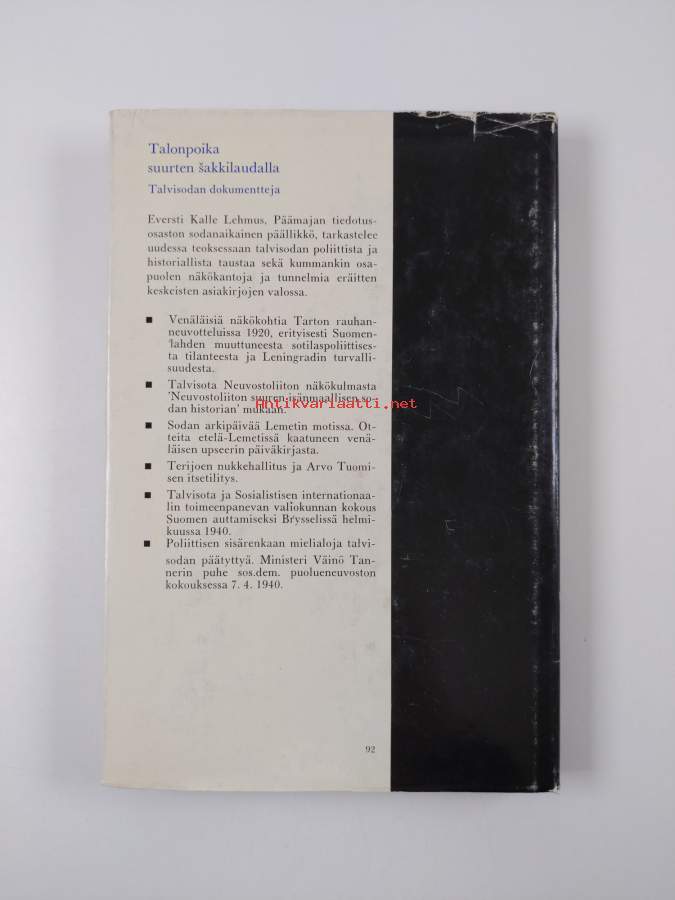 Talonpoika
suurten šakkilaudalla
Talvisodan dokumentteja
Eversti Kalle Lehmus, Päämajan tiedotus-
osaston sodanaikainen päällikkö, tarkastelee
uudessa teoksessaan talvisodan poliittista ja
historiallista taustaa sekä kummankin osa-
puolen näkökantoja ja tunnelmia eräitten
keskeisten asiakirjojen valossa.
■ Venäläisiä näkökohtia Tarton rauhan-
neuvotteluissa 1920, erityisesti Suomen-
lahden muuttuneesta sotilaspoliittises-
ta tilanteesta ja Leningradin turvalli-
suudesta.
■ Talvisota Neuvostoliiton näkökulmasta
'Neuvostoliiton suuren isänmaallisen so-
dan historian' mukaan.
Antikvariaatti.net
■ Sodan arkipäivää Lemetin motissa. Ot-
teita etelä-Lemetissä kaatuneen venä-
läisen upseerin päiväkirjasta.
■ Terijoen nukkehallitus ja Arvo Tuomi-
sen itsetilitys.
■ Talvisota ja Sosialistisen internationaa-
lin toimeenpanevan valiokunnan kokous
Suomen auttamiseksi Brysselissä helmi-
kuussa 1940.
■ Poliittisen sisärenkaan mielialoja talvi-
sodan päätyttyä. Ministeri Väinö Tan-
nerin puhe sos.dem. puolueneuvoston
kokouksessa 7. 4. 1940.
92